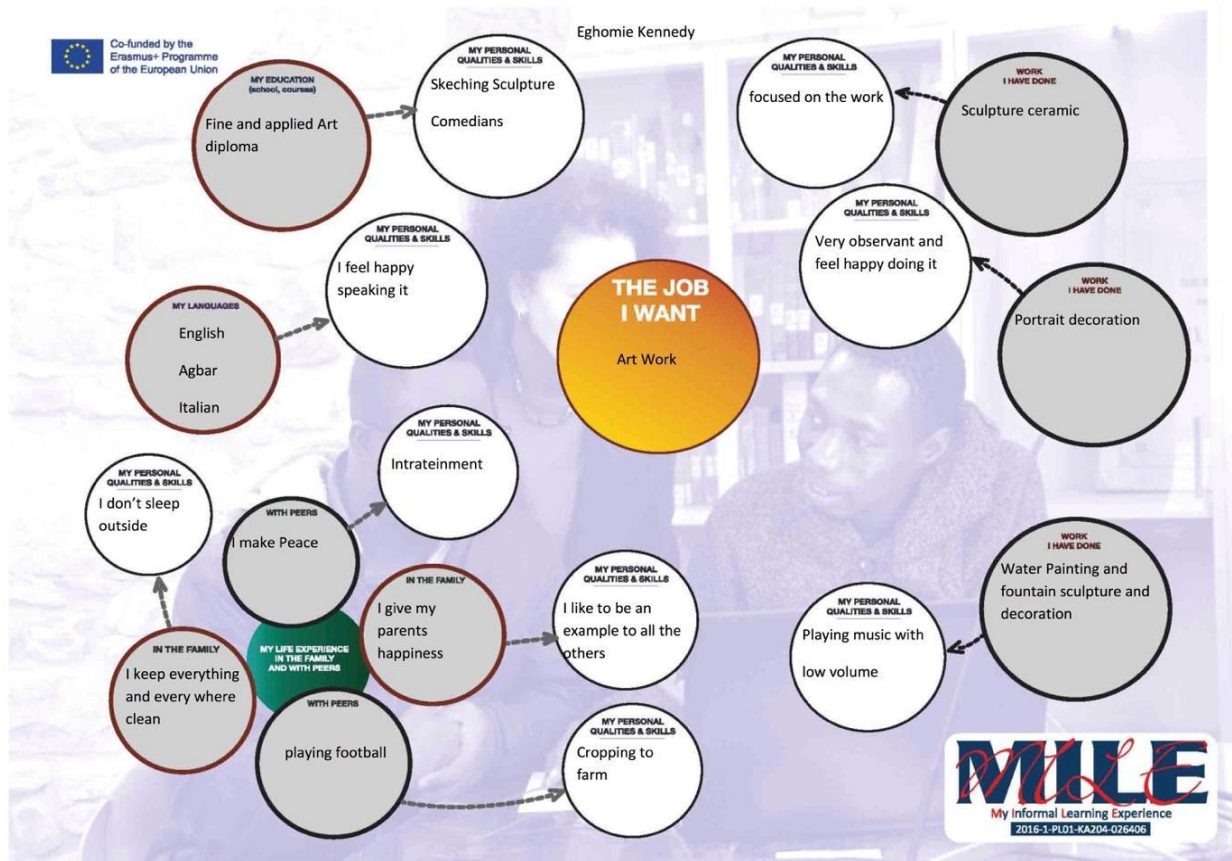 Eghomie Kennedy
Co-funded by the
Erasmus+ Programme
of the European Union
MY EDUCATION
(school, courses)
Fine and applied Art
diploma
MY PERSONAL
QUALITIES & SKILLS
Skeching Sculpture
Comedians
MY PERSONAL
QUALITIES & SKILLS
focused on the work
WORK
I HAVE DONE
Sculpture ceramic
MY LANGUAGES
English
Agbar
Italian
MY PERSONAL
QUALITIES & SKILLS
I feel happy
speaking it
THE JOB
I WANT
Art Work
MY PERSONAL
QUALITIES & SKILLS
Very observant and
feel happy doing it
WORK
I HAVE DONE
Portrait decoration
MY PERSONAL
QUALITIES & SKILLS
I don't sleep
outside
WITH PEERS
I make Peace
MY PERSONAL
QUALITIES & SKILLS
Intrateinment
IN THE FAMILY
I keep everything
and every where
clean
MY LIFE EXPERIENCE
IN THE FAMILY
AND WITH PEERS
IN THE FAMILY
I give my
parents
happiness
MY PERSONAL
QUALITIES & SKILLS
I like to be an
example to all the
others
WITH PEERS
playing football
MY PERSONAL
QUALITIES & SKILLS
Cropping to
farm
MY PERSONAL
QUALITIES & SKILLS
Playing music with
low volume
WORK
I HAVE DONE
Water Painting and
fountain sculpture and
decoration
MILE
MILE
My Informal Learning Experience
2016-1-PL01-KA204-026406